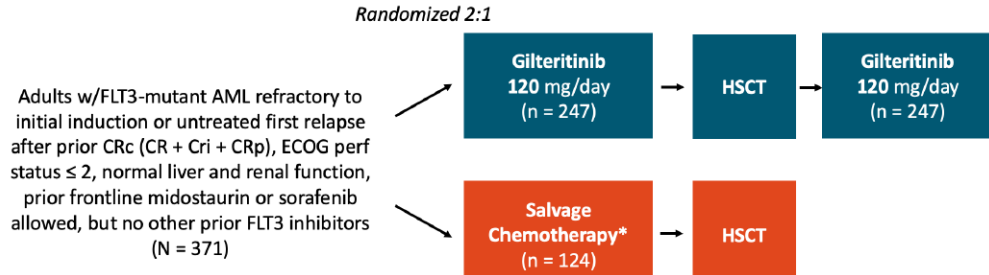 Randomized 2:1
Adults w/FLT3-mutant AML refractory to
initial induction or untreated first relapse
after prior CRc (CR + Cri + CRp), ECOG perf
status ≤ 2, normal liver and renal function,
prior frontline midostaurin or sorafenib
allowed, but no other prior FLT3 inhibitors
(N = 371)
Gilteritinib
120 mg/day
(n = 247)
HSCT
Gilteritinib
120 mg/day
(n = 247)
Salvage
Chemotherapy*
(n = 124)
HSCT